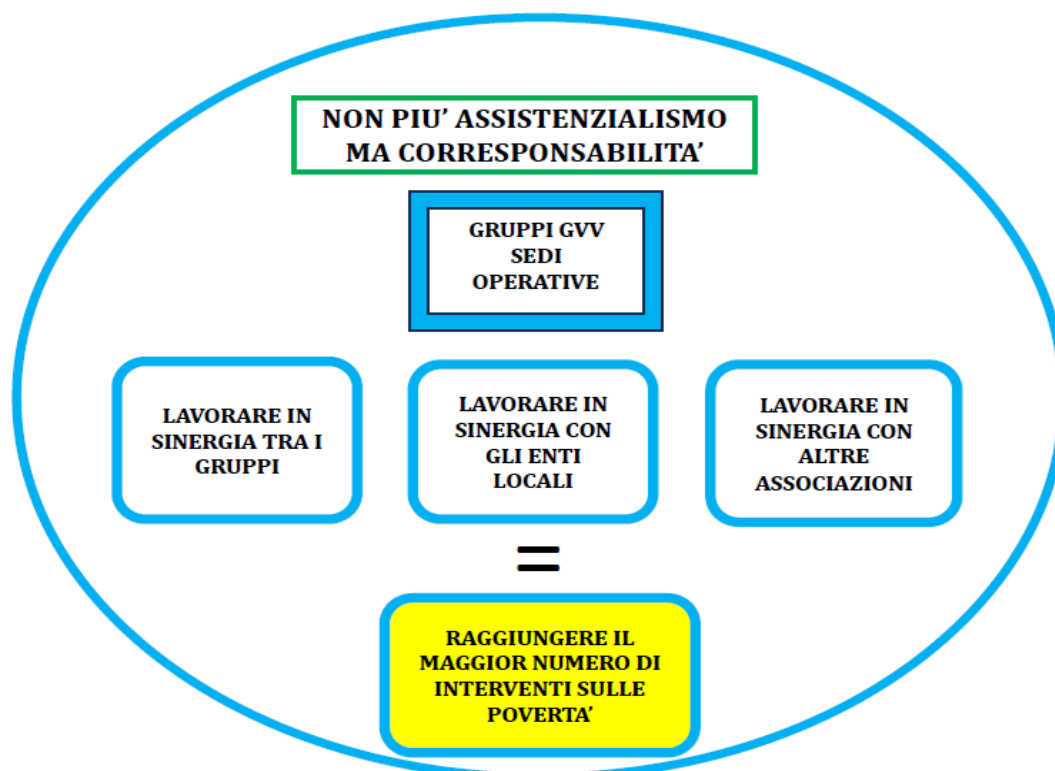 NON PIU’ ASSISTENZIALISMO
MA CORRESPONSABILITA’
GRUPPI GVV
SEDI
OPERATIVE
LAVORARE IN
SINERGIA TRA I
GRUPPI
LAVORARE IN
SINERGIA CON
GLI ENTI
LOCALI
LAVORARE IN
SINERGIA CON
ALTRE
ASSOCIAZIONI
=
RAGGIUNGERE IL
MAGGIOR NUMERO DI
INTERVENTI SULLE
POVERTA’